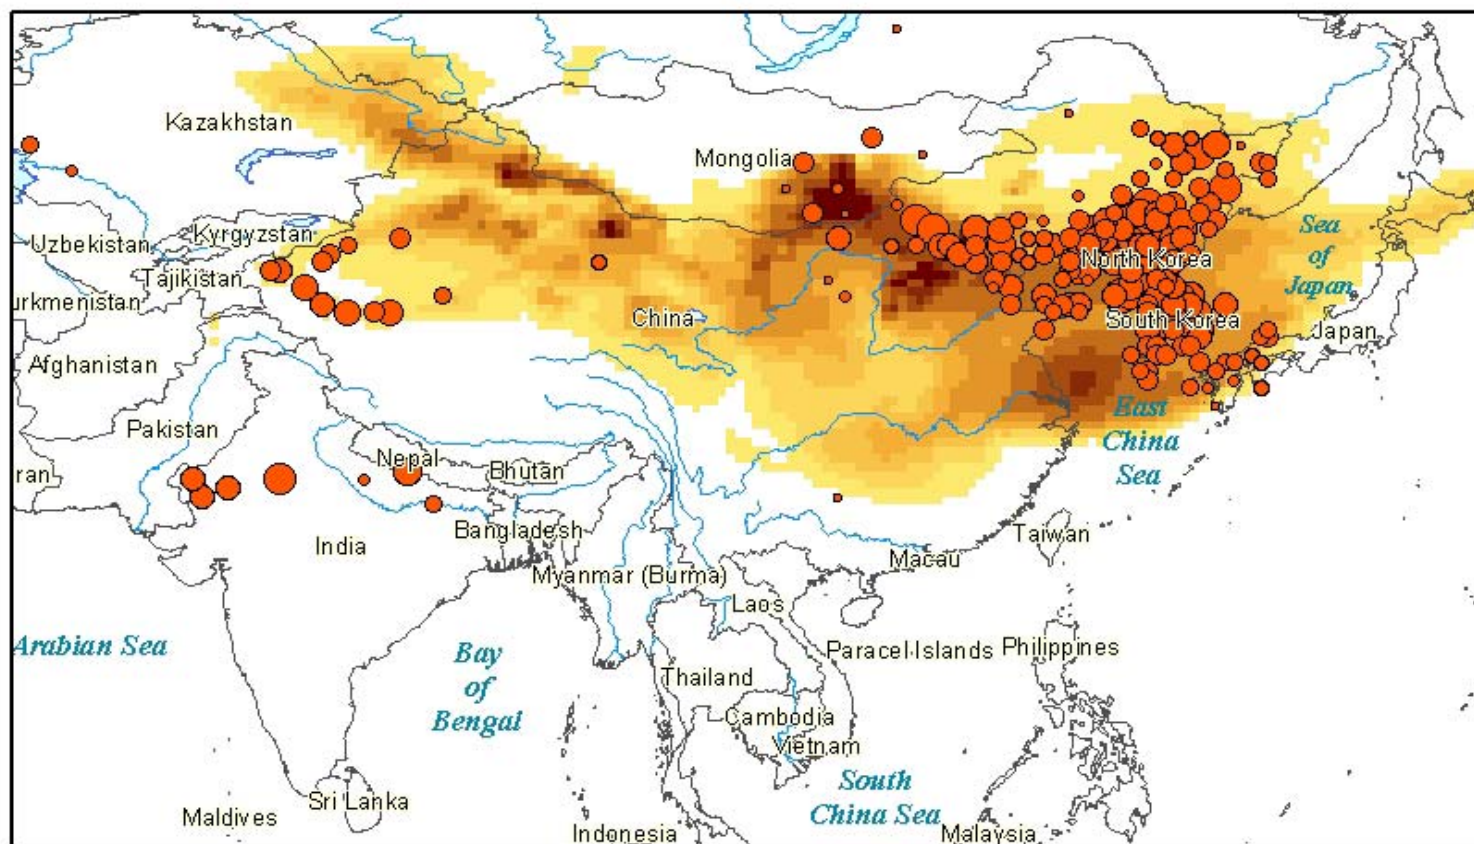 Kazakhstan
Mongolia
Uzbekistan
Kyrgyzstan
Sea
of
Japan
North Korea
Tajikistan
urkmenistan
China
South Korea
Japan
Afghanistan
East
China
Sea
Pakistan
Nepal
Bhutan
ran
India
Bangladesh
Taiwan
Macau
Myanmar (Burma)
Laos
Arabian Sea
Bay
of
Bengal
Paracel Islands
Philippines
Thailand
Cambodia
Vietnam
South
China Sea
Sri Lanka
Maldives
Indonesia
Malaysia